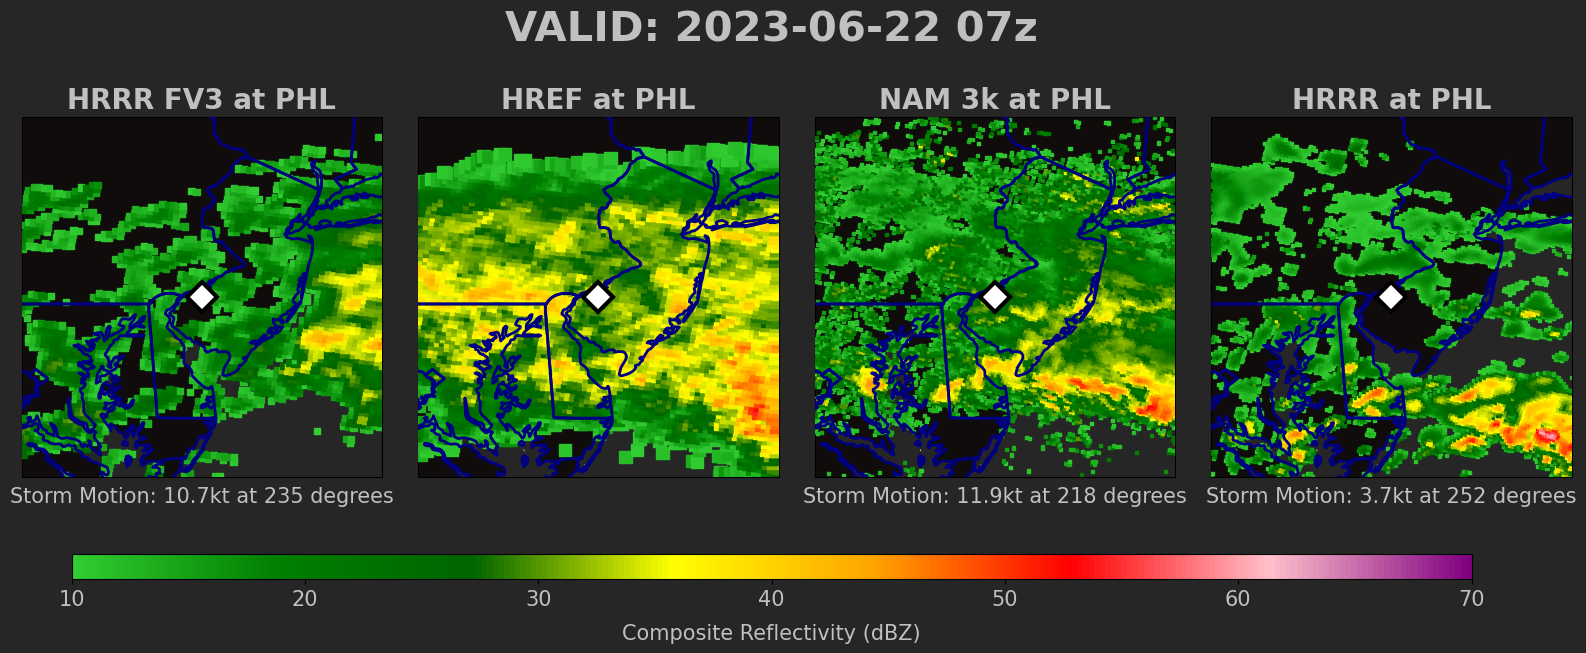 VALID: 2023-06-22 07z
HRRR FV3 at PHL
HREF at PHL
NAM 3k at PHL
HRRR at PHL
Storm Motion: 10.7kt at 235 degrees
Storm Motion: 11.9kt at 218 degrees
Storm Motion: 3.7kt at 252 degrees
10 20 30 40 50 60 70
Composite Reflectivity (dBZ)